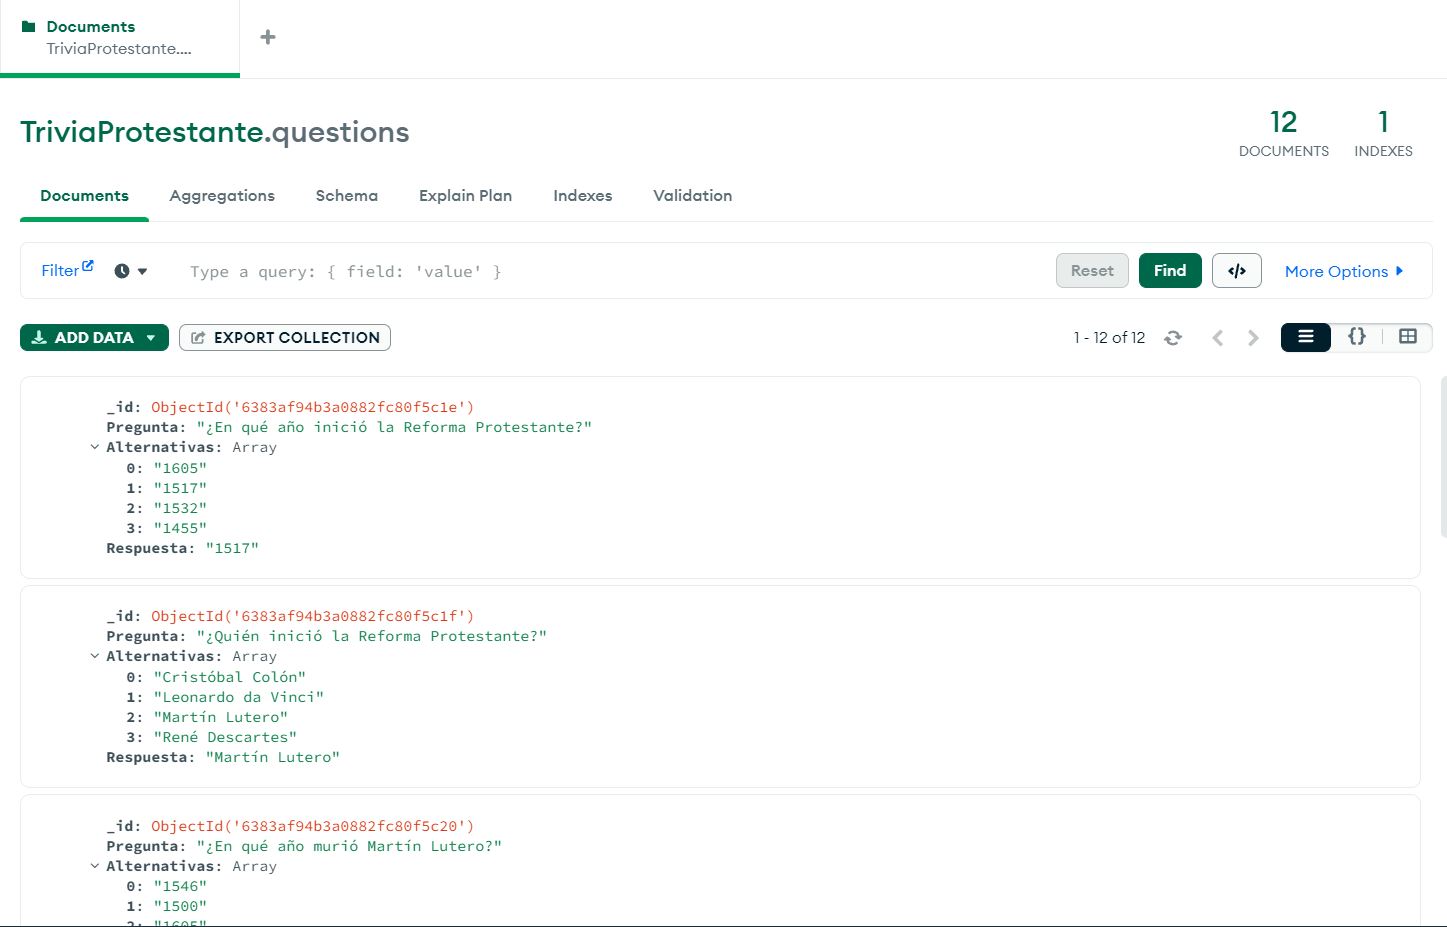 Documents
TriviaProtestante....
TriviaProtestante.questions
12
DOCUMENTS
1
INDEXES
Documents Aggregations Schema Explain Plan Indexes Validation
Filter Type a query: { field: 'value' } Reset Find </> More Options
ADD DATA EXPORT COLLECTION 1 - 12 of 12 {}
_id: ObjectId('6383af94b3a0882fc80f5c1e')
Pregunta: "¿En qué año inició la Reforma Protestante?"
Alternativas: Array
0: "1605"
1: "1517"
2: "1532"
3: "1455"
Respuesta: "1517"
_id: ObjectId('6383af94b3a0882fc80f5c1f')
Pregunta: "¿Quién inició la Reforma Protestante?"
Alternativas: Array
0: "Cristóbal Colón"
1: "Leonardo da Vinci"
2: "Martín Lutero"
3: "René Descartes"
Respuesta: "Martín Lutero"
_id: ObjectId('6383af94b3a0882fc80f5c20')
Pregunta: "¿En qué año murió Martín Lutero?"
Alternativas: Array
0: "1546"
1: "1500"
2: "1605"